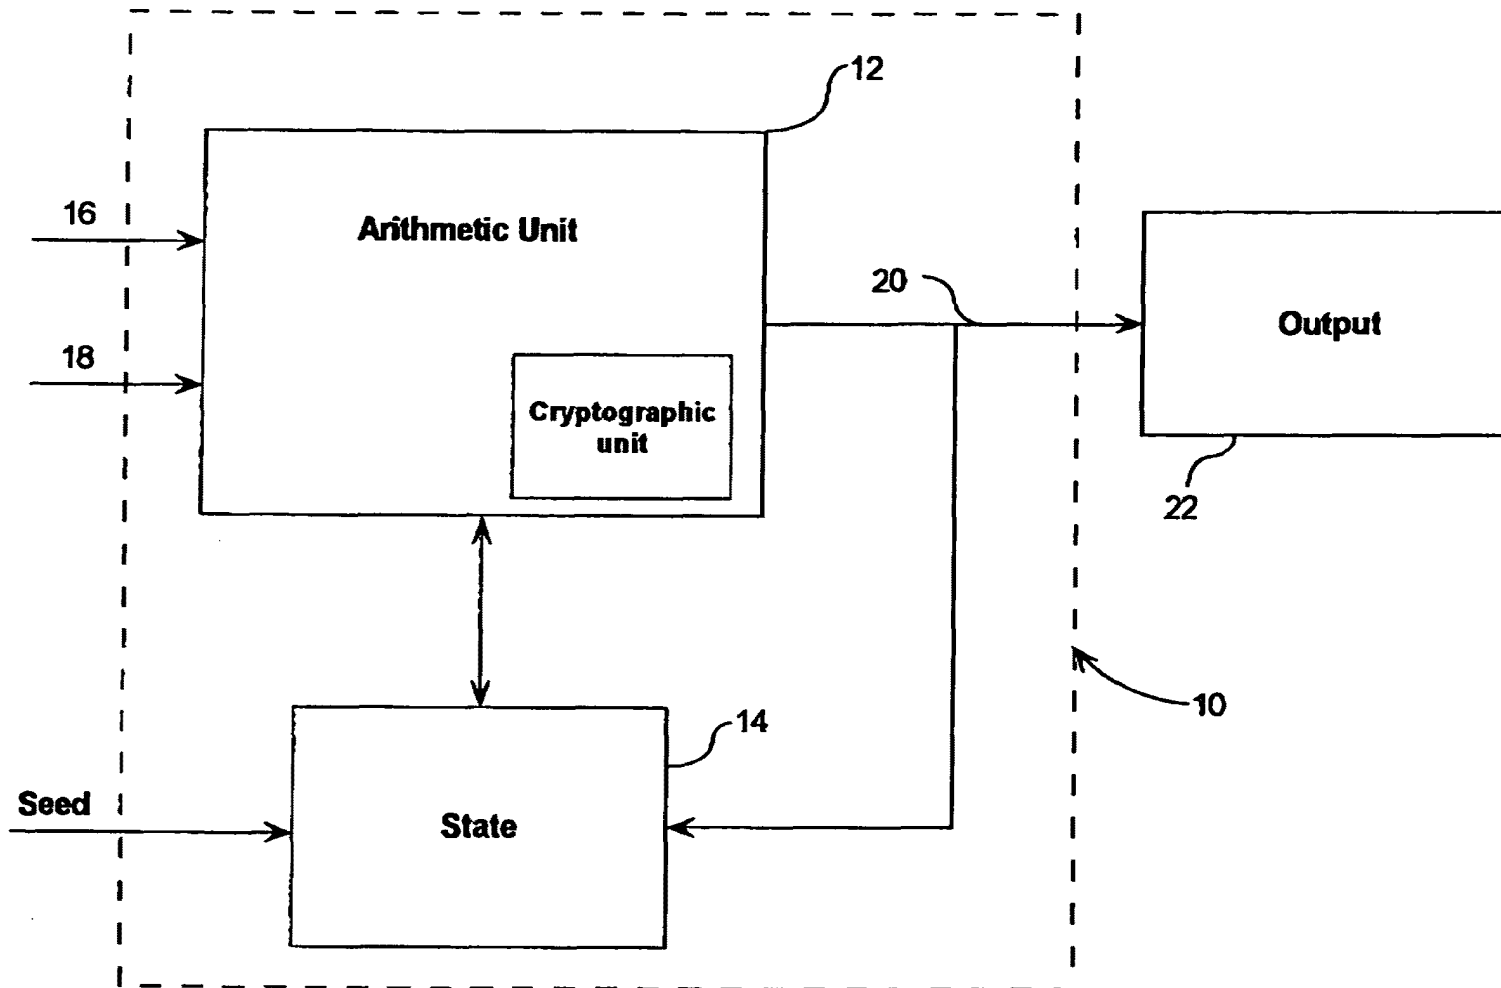 12
16
Arithmetic Unit
20
Output
18
Cryptographic
unit
22
10
14
Seed
State